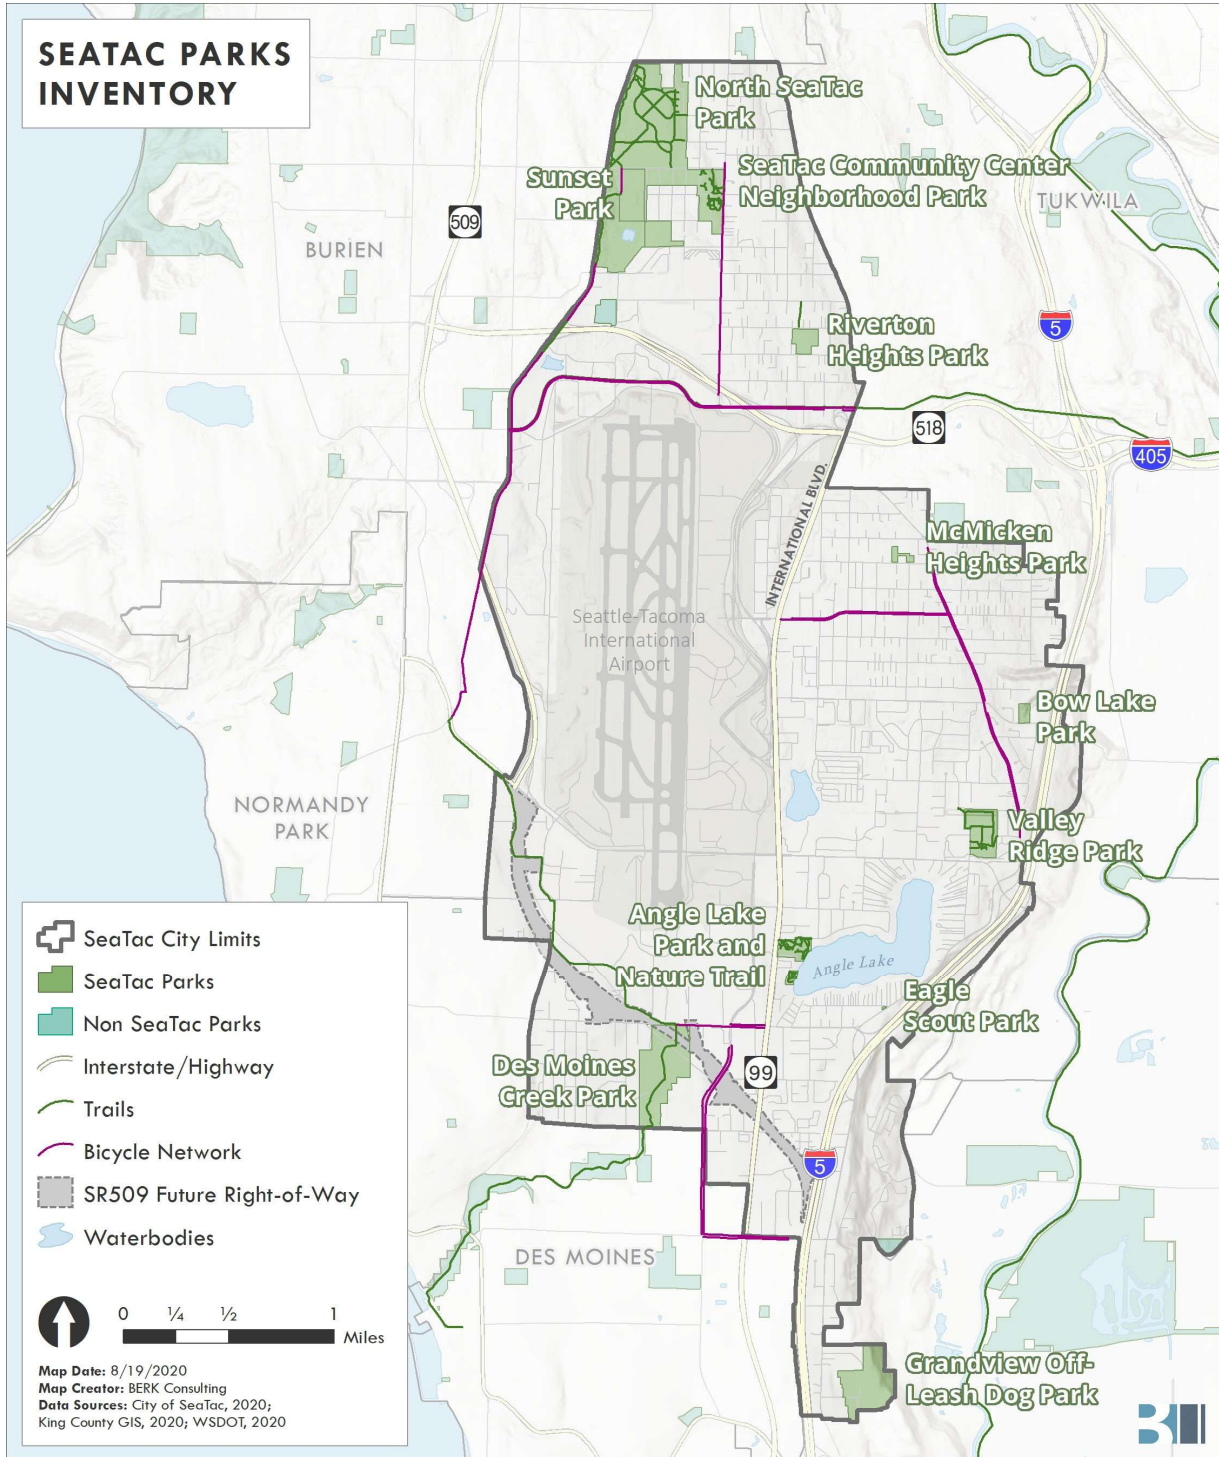 SEATAC PARKS
INVENTORY
North SeaTac
Park
Sunset
Park
SeaTac Community Center
Neighborhood Park
TUKWILA
509
BURIEN
5
Riverton
Heights Park
518
405
INTERNATIONAL BLVD.
McMicken
Heights Park
Seattle-Tacoma
International
Airport
Bow Lake
Park
NORMANDY
PARK
Valley
Ridge Park
Angle Lake
Park and
Nature Trail
Angle Lake
Eagle
Scout Park
Des Moines
Creek Park
99
5
DES MOINES
Grandview Off-
Leash Dog Park
SeaTac City Limits
SeaTac Parks
Non SeaTac Parks
Interstate/Highway
Trails
Bicycle Network
SR509 Future Right-of-Way
Waterbodies
0 ¼ ½ 1
Miles
Map Date: 8/19/2020
Map Creator: BERK Consulting
Data Sources: City of SeaTac, 2020;
King County GIS, 2020; WSDOT, 2020
B